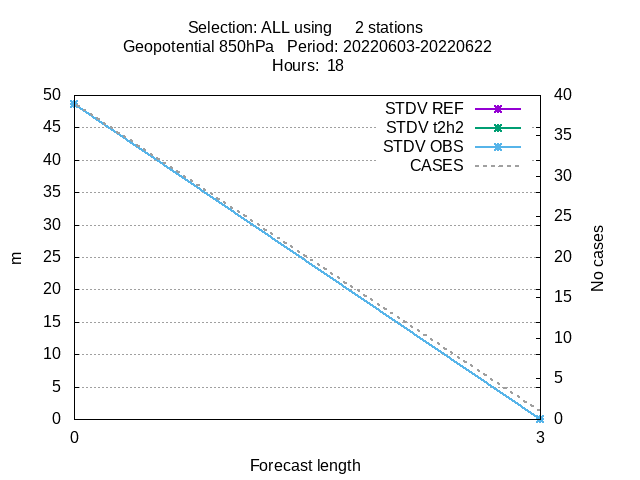 Selection: ALL using     2 stations
Geopotential 850hPa   Period: 20220603-20220622
Hours:  18
50
45
40
35
30
25
20
15
10
5
0
m
STDV REF
STDV t2h2
STDV OBS
CASES
40
35
30
25
20
15
10
5
0
No cases
0
3
Forecast length